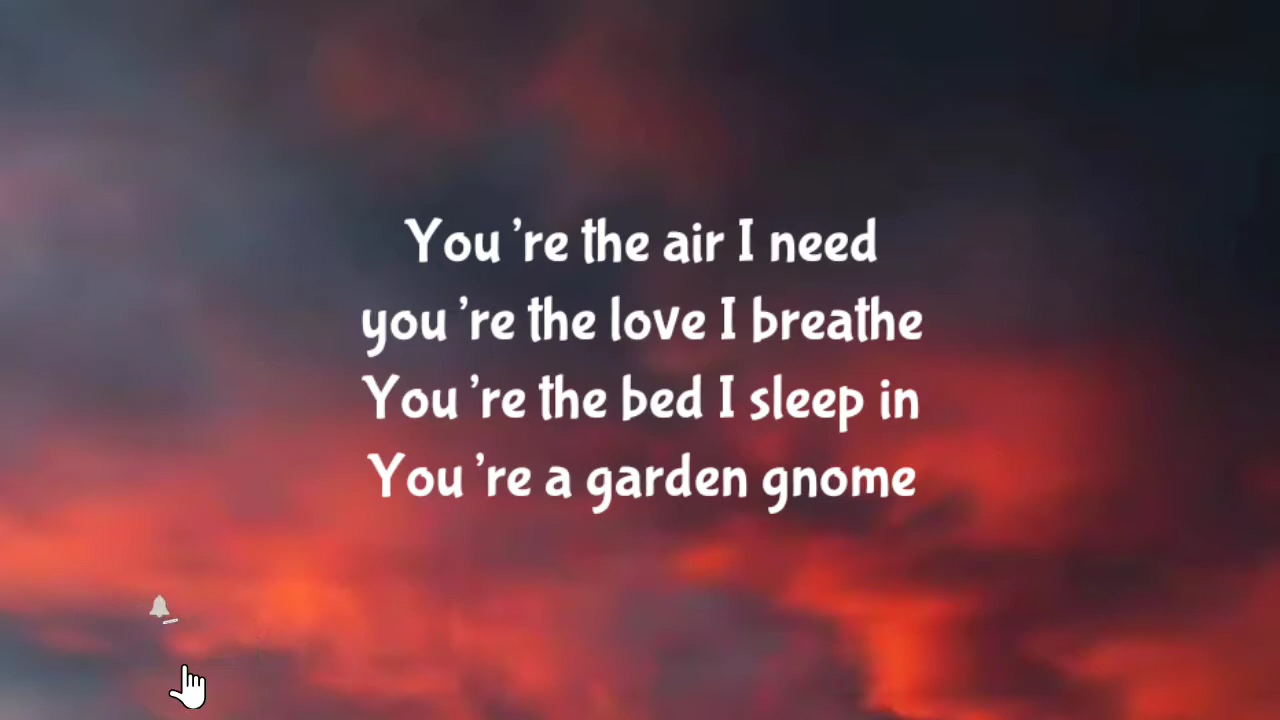 You 're the air I need
you 're the love I breathe
You 're the bed I sleep in
You 're a garden gnome